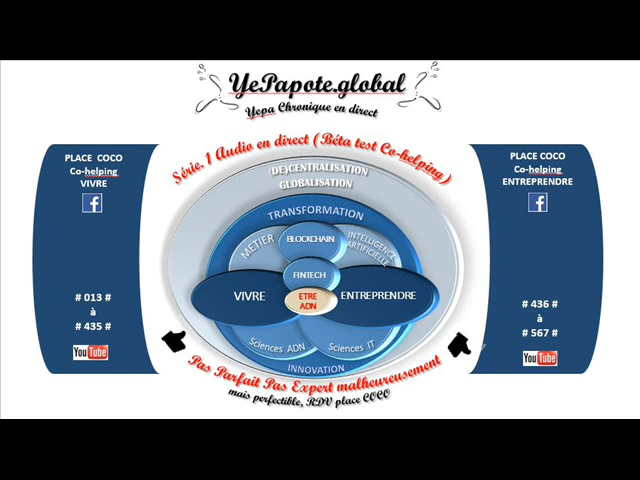 YePapote.global
Yepa Chronique en direct
Série, 1 Audio en direct (Béta test Co-helping)
PLACE COCO
Co-helping
VIVRE
# 013 #
à
# 435 #
YouTube
(DE)CENTRALISATION
GLOBALISATION
TRANSFORMATION
METIER
BLOCKCHAIN
INTELLIGENCE
ARTIFICIELLE
FINTECH
VIVRE
ETRE
ADN
ENTREPRENDRE
Sciences ADN
Sciences IT
INNOVATION
PLACE COCO
Co-helping
ENTREPRENDRE
# 436 #
à
# 567 #
YouTube
Pas Parfait Pas Expert malheureusement
mais perfectible, RDV place COCO